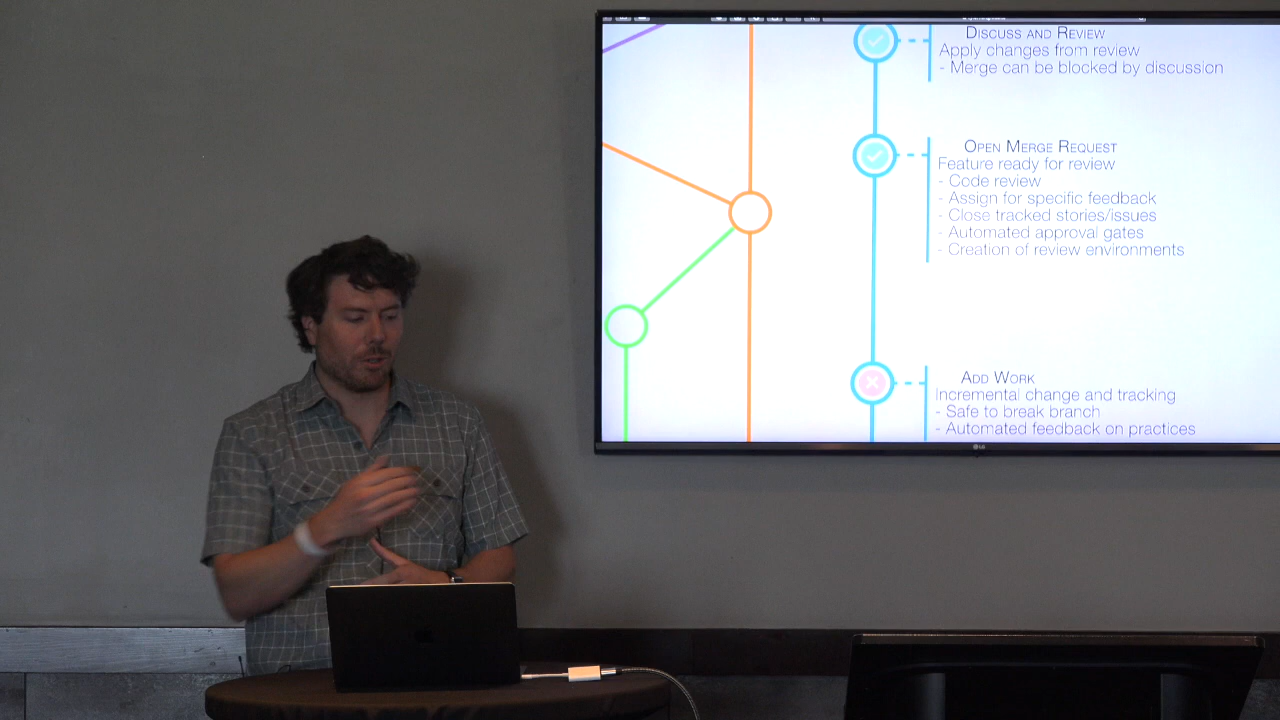 Discuss and Review
Apply changes from review
- Merge can be blocked by discussion
Open Merge Request
Feature ready for review
- Code review
- Assign for specific feedback
- Close tracked stories/issues
- Automated approval gates
- Creation of review environments
Add Work
Incremental change and tracking
- Safe to break branch
- Automated feedback on practices
LG